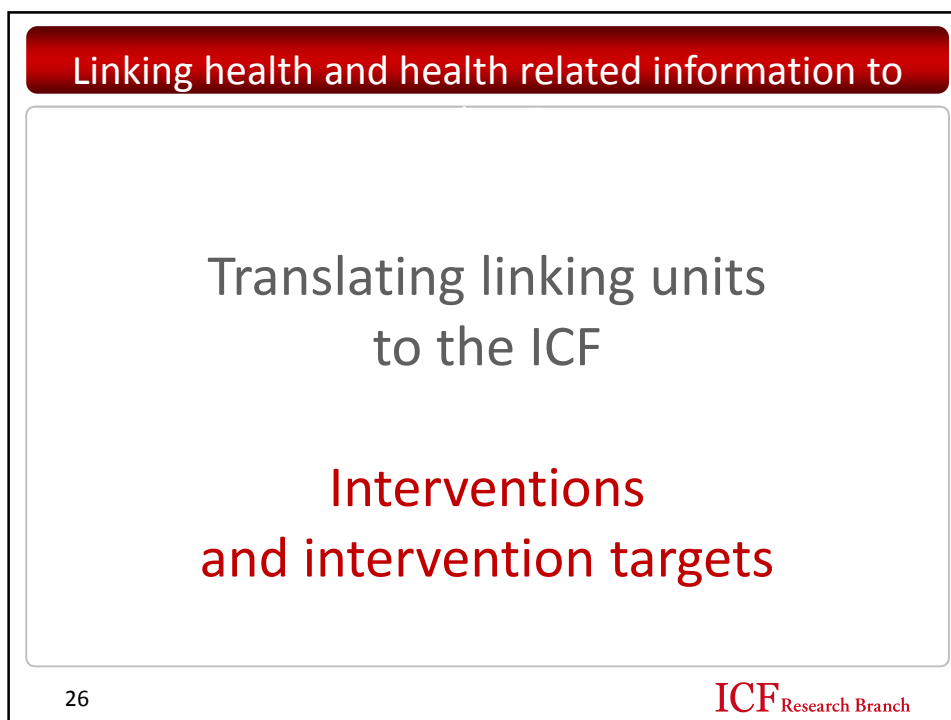 Linking health and health related information to
Translating linking units
to the ICF
Interventions
and intervention targets
26
ICF Research Branch